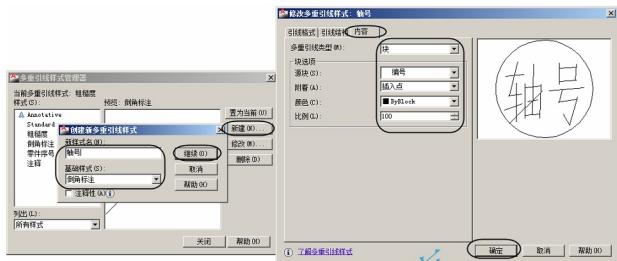 多重引线样式管理器
当前多重引线样式: 粗糙度
样式(S):
预览: 倒角标注
Annotative
Standard
粗糙度
倒角标注
零件序号
注释
置为当前(U)
新建(N)...
修改(M)...
删除(D)
列出(L):
所有样式
关闭
帮助(H)
创建新多重引线样式
新样式名(N):
轴号
基础样式(S):
倒角标注
注释性(A)
继续(O)
取消
帮助(H)
修改多重引线样式: 轴号
引线格式
引线结构
内容
多重引线类型(M):
块
块选项
源块(S):
编号
附着(A):
插入点
颜色(C):
ByBlock
比例(L):
100
轴号
了解多重引线样式
确定
取消
帮助(H)